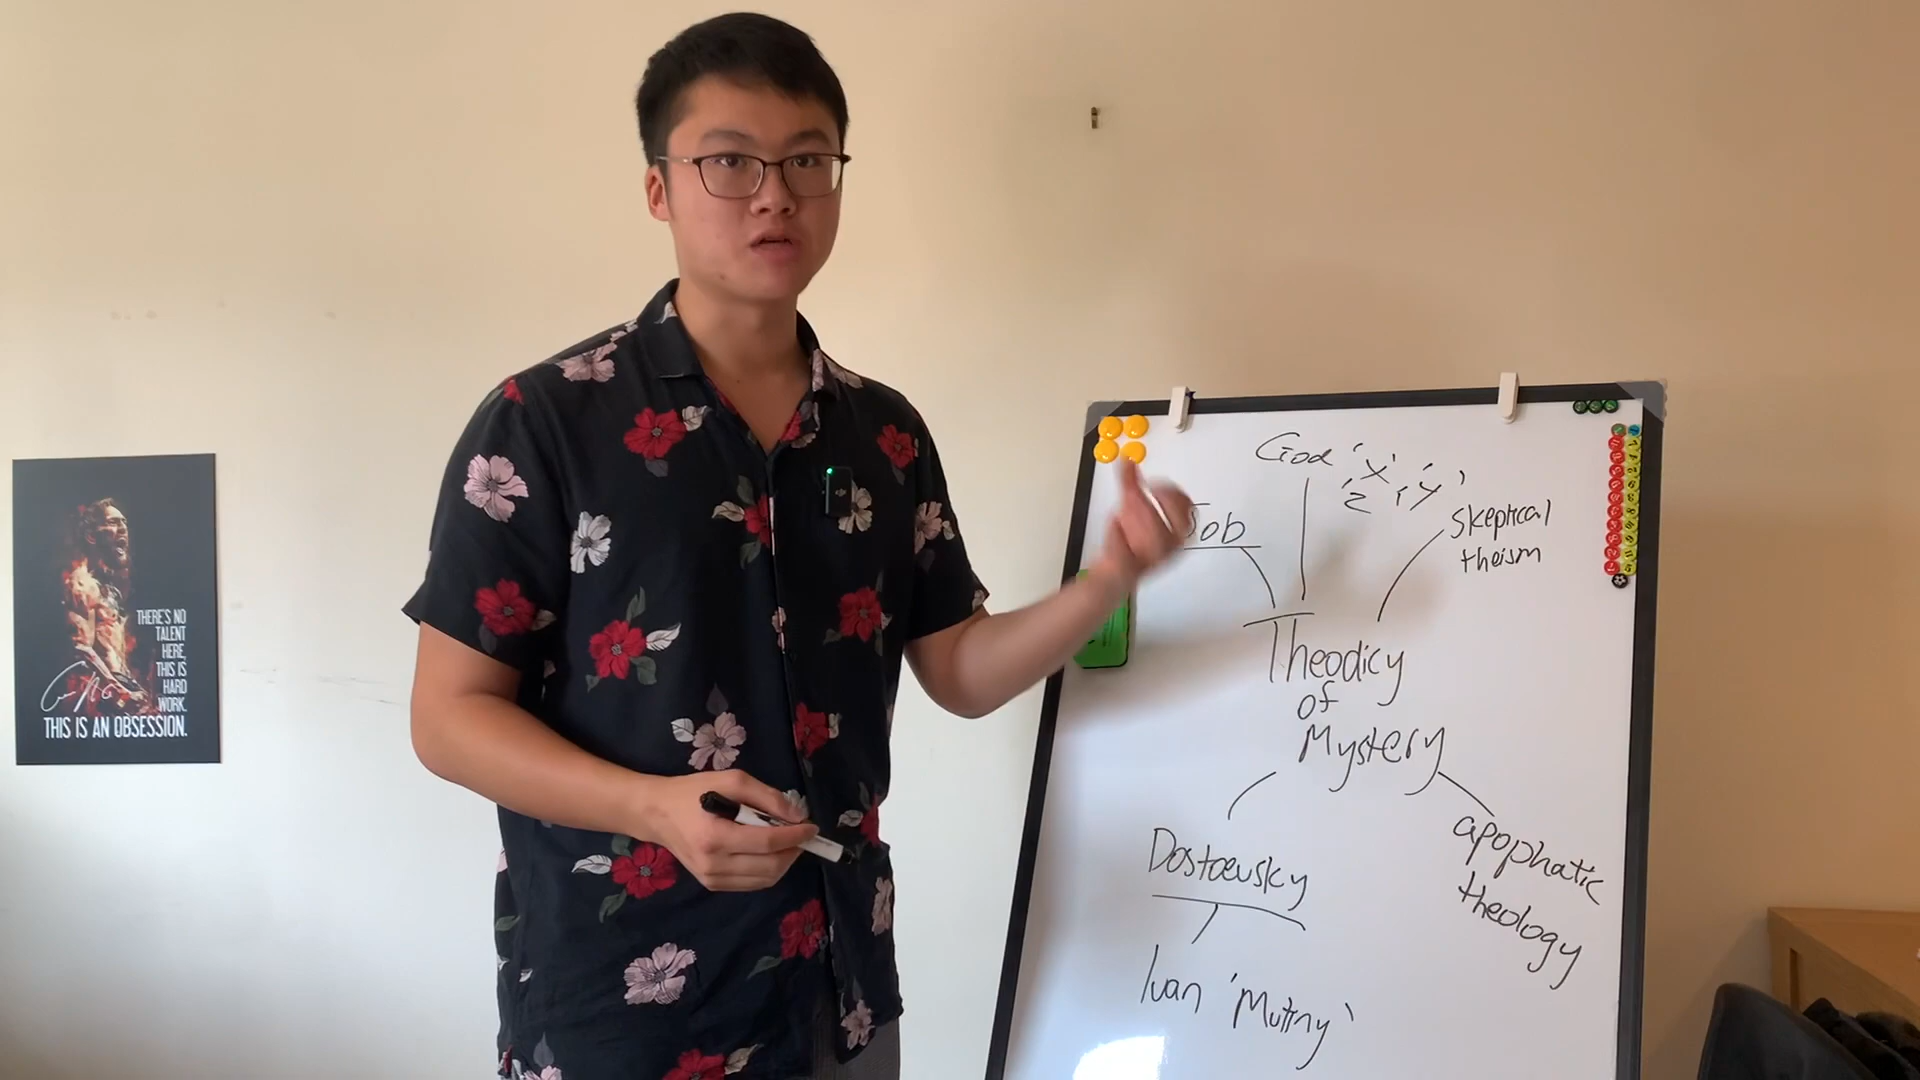 THERE'S NO
TALENT
HERE,
THIS IS
HARD
WORK.
THIS IS AN OBSESSION.
God 'X'
'Z', 'y'
Job
Skeptical
theism
Theodicy
of
Mystery
Dostoevsky
apophatic
theology
Ivan 'Mutiny'